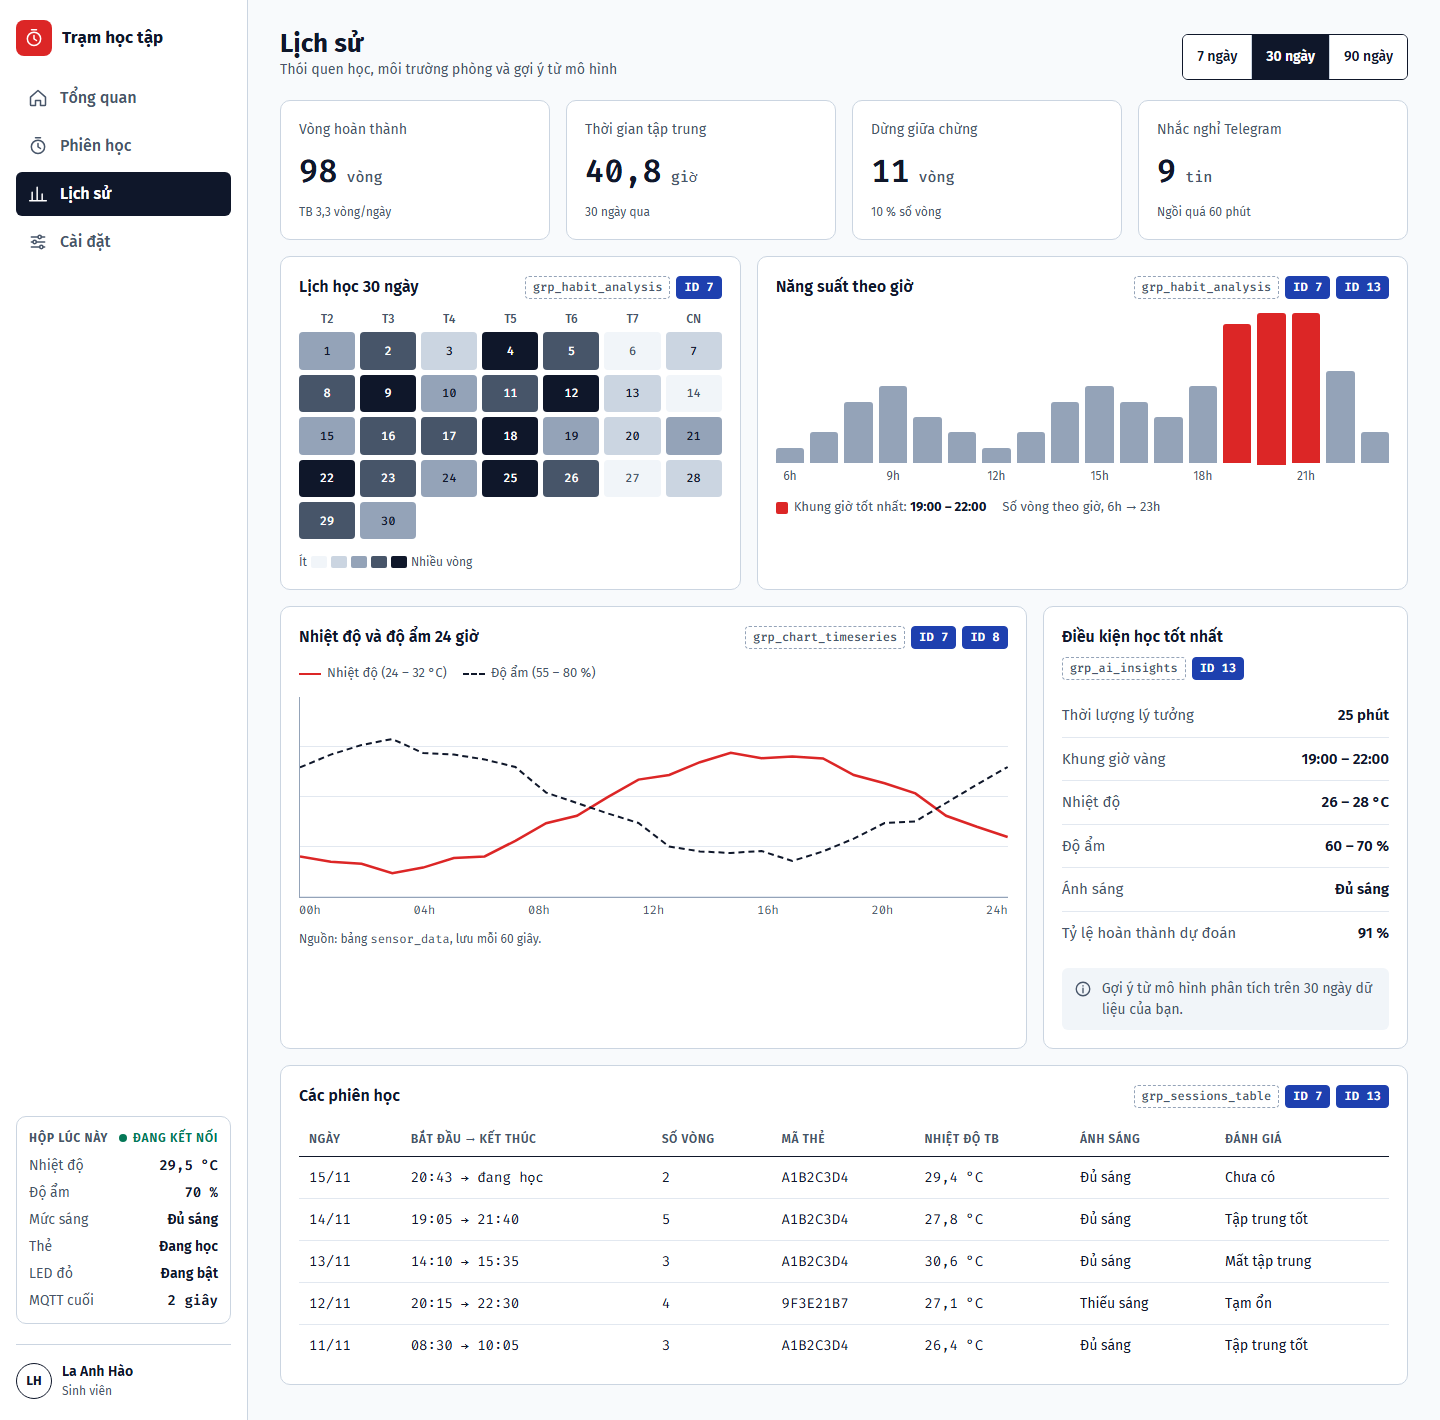 Trạm học tập
Tổng quan
Phiên học
Lịch sử
Cài đặt
HỘP LÚC NÀY ĐANG KẾT NỐI
Nhiệt độ 29,5 °C
Độ ẩm 70 %
Mức sáng Đủ sáng
Thẻ Đang học
LED đỏ Đang bật
MQTT cuối 2 giây
LH La Anh Hào
Sinh viên
Lịch sử
Thói quen học, môi trường phòng và gợi ý từ mô hình
7 ngày 30 ngày 90 ngày
Vòng hoàn thành
98 vòng
TB 3,3 vòng/ngày
Thời gian tập trung
40,8 giờ
30 ngày qua
Dừng giữa chừng
11 vòng
10 % số vòng
Nhắc nghỉ Telegram
9 tin
Ngồi quá 60 phút
Lịch học 30 ngày grp_habit_analysis ID 7
T2 T3 T4 T5 T6 T7 CN
1 2 3 4 5 6 7
8 9 10 11 12 13 14
15 16 17 18 19 20 21
22 23 24 25 26 27 28
29 30
Ít Nhiều vòng
Năng suất theo giờ grp_habit_analysis ID 7 ID 13
6h 9h 12h 15h 18h 21h
Khung giờ tốt nhất: 19:00 – 22:00 Số vòng theo giờ, 6h → 23h
Nhiệt độ và độ ẩm 24 giờ grp_chart_timeseries ID 7 ID 8
Nhiệt độ (24 – 32 °C) Độ ẩm (55 – 80 %)
00h 04h 08h 12h 16h 20h 24h
Nguồn: bảng sensor_data, lưu mỗi 60 giây.
Điều kiện học tốt nhất
grp_ai_insights ID 13
Thời lượng lý tưởng 25 phút
Khung giờ vàng 19:00 – 22:00
Nhiệt độ 26 – 28 °C
Độ ẩm 60 – 70 %
Ánh sáng Đủ sáng
Tỷ lệ hoàn thành dự đoán 91 %
Gợi ý từ mô hình phân tích trên 30 ngày dữ
liệu của bạn.
Các phiên học grp_sessions_table ID 7 ID 13
NGÀY BẮT ĐẦU → KẾT THÚC SỐ VÒNG MÃ THẺ NHIỆT ĐỘ TB ÁNH SÁNG ĐÁNH GIÁ
15/11 20:43 → đang học 2 A1B2C3D4 29,4 °C Đủ sáng Chưa có
14/11 19:05 → 21:40 5 A1B2C3D4 27,8 °C Đủ sáng Tập trung tốt
13/11 14:10 → 15:35 3 A1B2C3D4 30,6 °C Đủ sáng Mất tập trung
12/11 20:15 → 22:30 4 9F3E21B7 27,1 °C Thiếu sáng Tạm ổn
11/11 08:30 → 10:05 3 A1B2C3D4 26,4 °C Đủ sáng Tập trung tốt